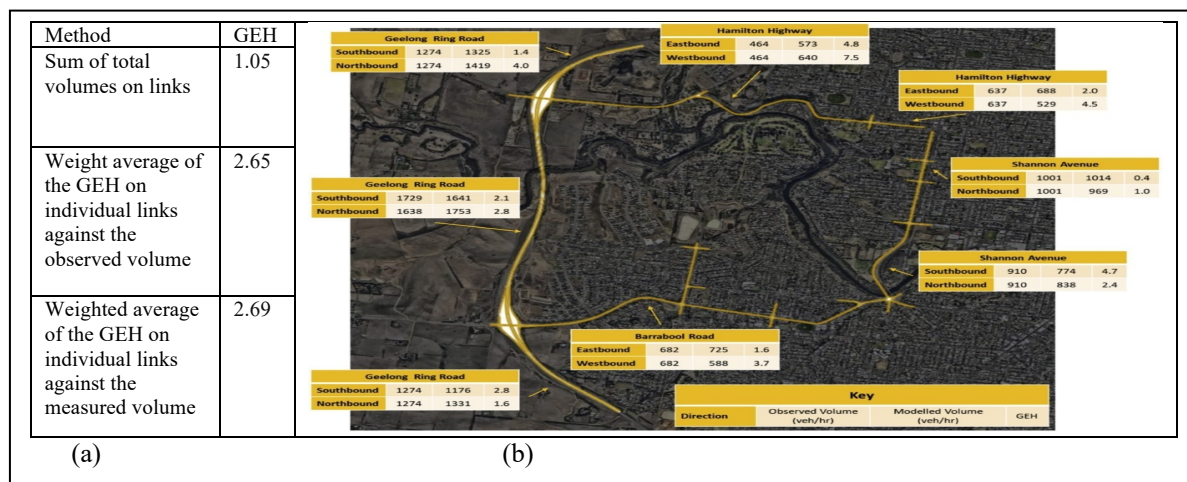 Method GEH
Sum of total 1.05
volumes on links
Weight average of 2.65
the GEH on
individual links
against the
observed volume
Weighted average 2.69
of the GEH on
individual links
against the
measured volume
Geelong Ring Road
Southbound 1274 1325 1.4
Northbound 1274 1419 4.0
Hamilton Highway
Eastbound 464 573 4.8
Westbound 464 640 7.5
Hamilton Highway
Eastbound 637 688 2.0
Westbound 637 529 4.5
Shannon Avenue
Southbound 1001 1014 0.4
Northbound 1001 969 1.0
Geelong Ring Road
Southbound 1729 1641 2.1
Northbound 1638 1753 2.8
Shannon Avenue
Southbound 910 774 4.7
Northbound 910 838 2.4
Barrabool Road
Eastbound 682 725 1.6
Westbound 682 588 3.7
Geelong Ring Road
Southbound 1274 1176 2.8
Northbound 1274 1331 1.6
Key
Direction Observed Volume Modelled Volume GEH
(veh/hr) (veh/hr)
(a) (b)